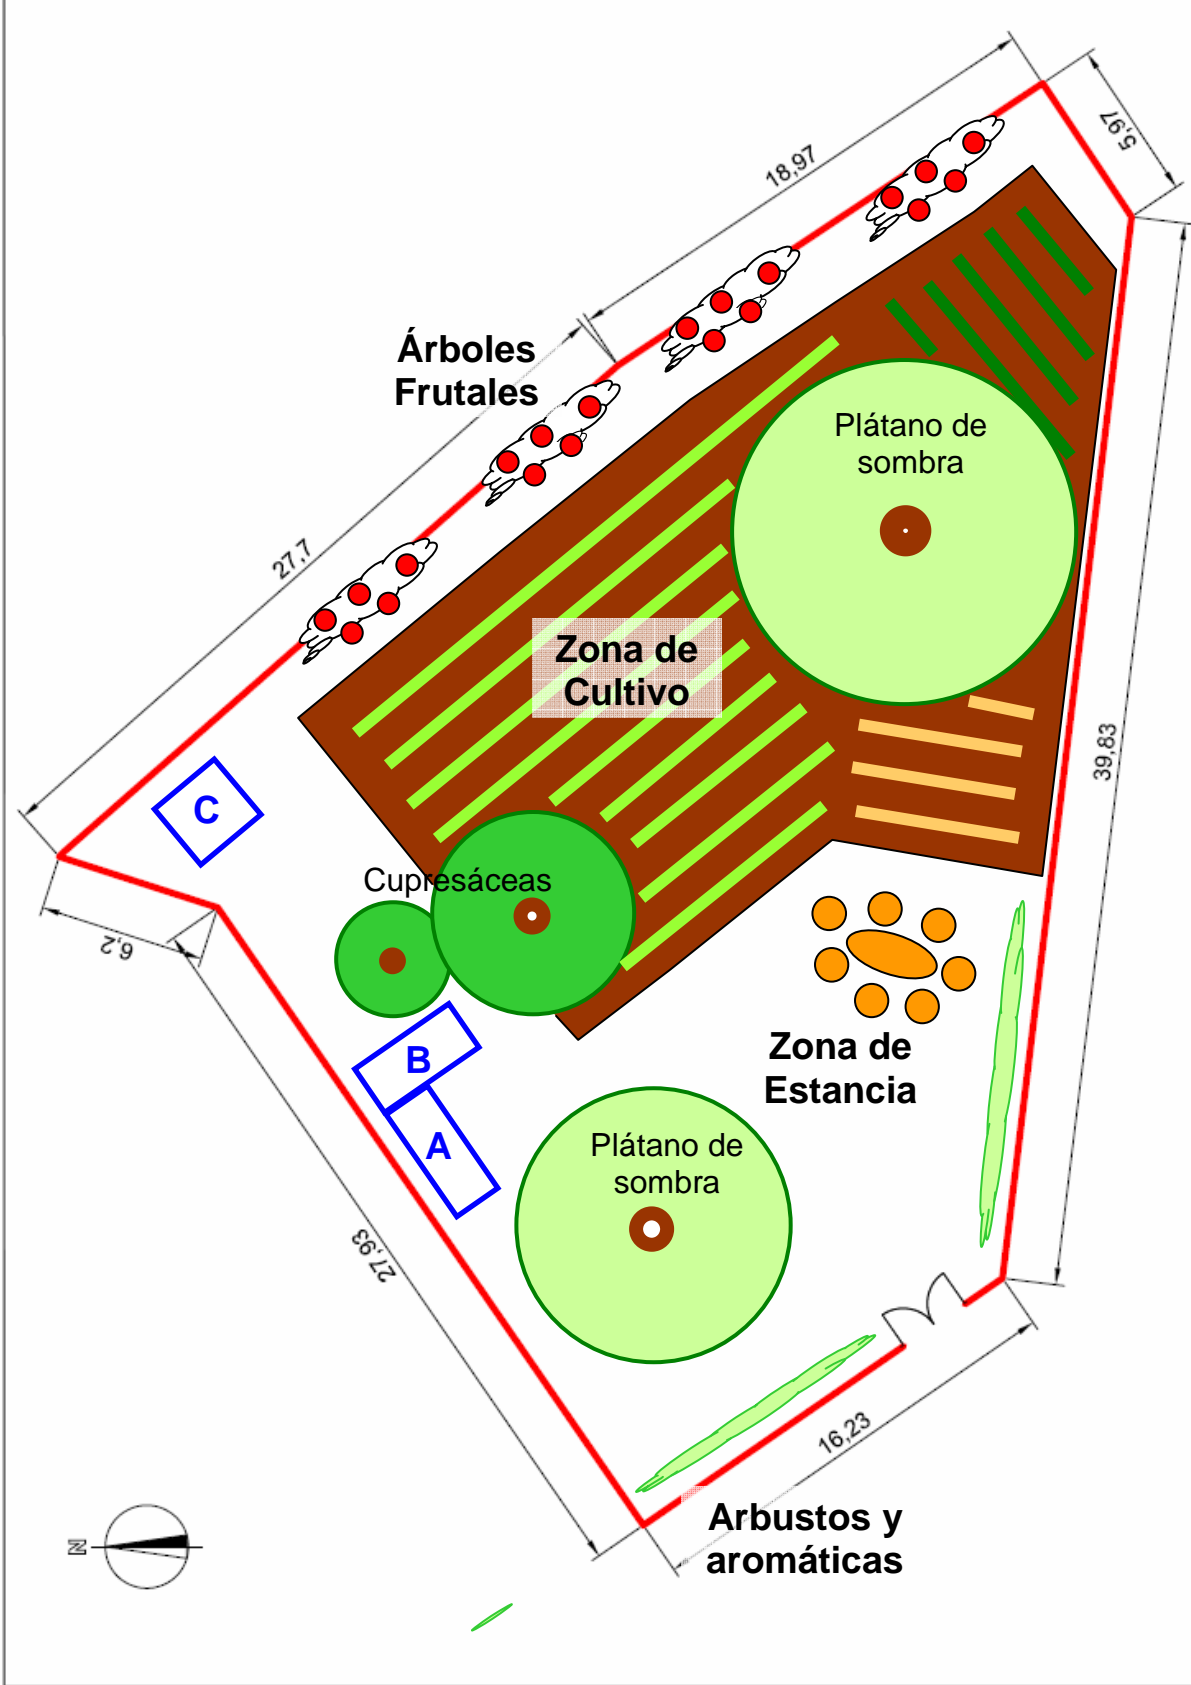 5,97
18,97
Árboles
Frutales
Plátano de
sombra
27,7
Zona de
Cultivo
39,83
C
Cupresáceas
6,2
B
Zona de
Estancia
A
Plátano de
sombra
27,93
16,23
Arbustos y
aromáticas
N